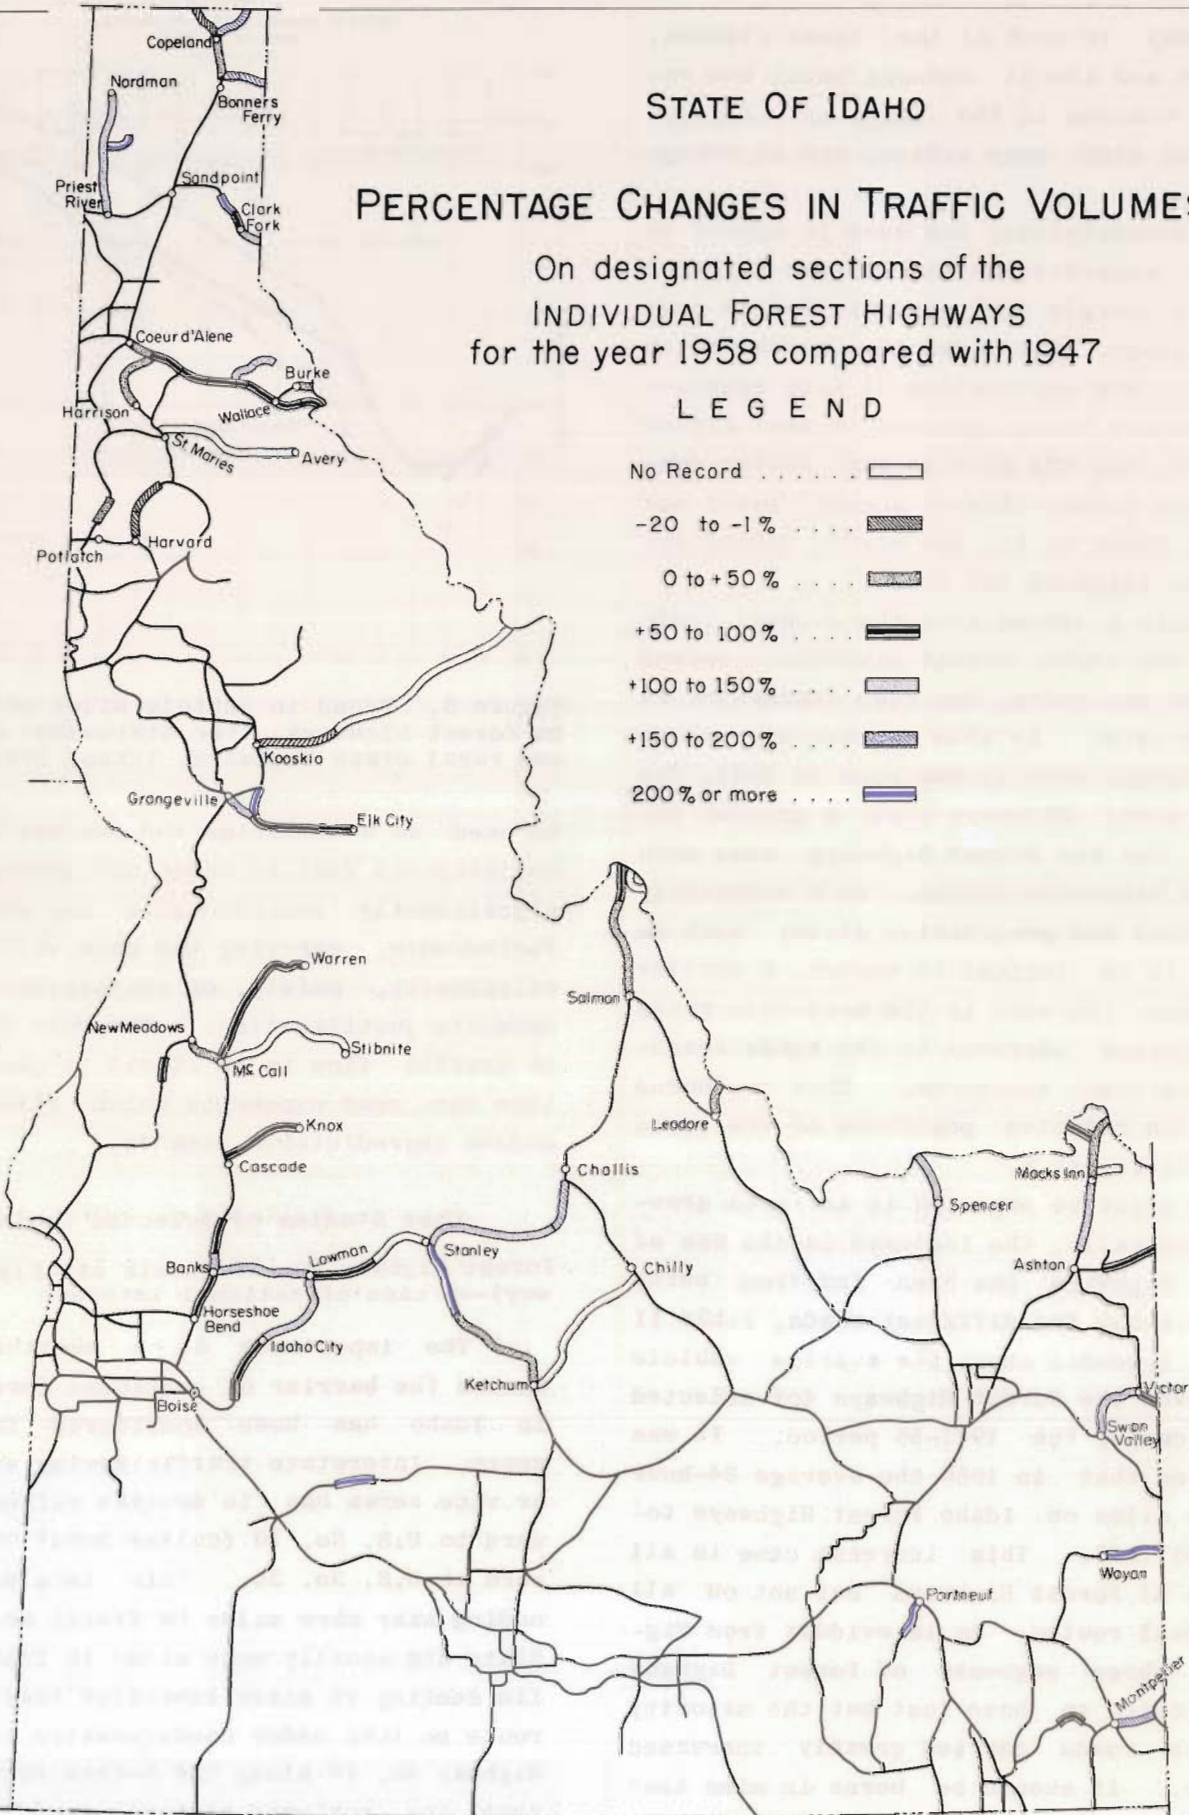 STATE OF IDAHO
PERCENTAGE CHANGES IN TRAFFIC VOLUMES
On designated sections of the
INDIVIDUAL FOREST HIGHWAYS
for the year 1958 compared with 1947
LEGEND
No Record . . . . . .
-20 to -1 % . . . .
0 to +50 %
+50 to 100 % . . . .
+100 to 150 %
+150 to 200 % . . .
200 % or more . . . .
Copeland
Nordman
Bonners
Ferry
Sandpoint
Priest
River
Clark
Fork
Coeur d'Alene
Burke
Harrison
Wallace
St. Maries
Avery
Harvard
Potlatch
Kooskia
Grangeville
Elk City
Warren
Salmon
New Meadows
Stibnite
Mc Call
Leadore
Knox
Cascade
Challis
Macks Inn
Spencer
Lowman
Stanley
Banks
Chilly
Ashton
Horseshoe
Bend
Idaho City
Ketchum
Boise
Victor
Swan
Valley
Wayan
Portneuf
Montpelier